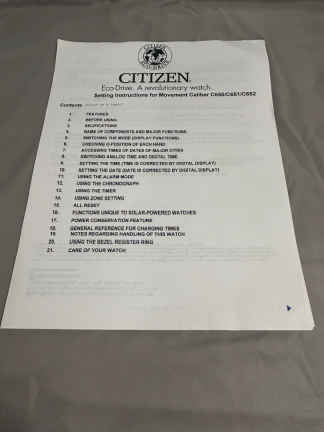 CITIZEN
Eco-Drive. A revolutionary watch.
Setting Instructions for Movement Caliber C650/C651/C652
Contents
1. FEATURES
2. BEFORE USING
3. SPECIFICATIONS
4. NAME OF COMPONENTS AND MAJOR FUNCTIONS
5. SWITCHING THE MODE (DISPLAY FUNCTIONS)
6. CHECKING 0-POSITION OF EACH HAND
7. ACCESSING TIMES OF DATES OF MAJOR CITIES
8. SWITCHING ANALOG TIME AND DIGITAL TIME
9. SETTING THE TIME (TIME IS CORRECTED BY DIGITAL DISPLAY)
10. SETTING THE DATE (DATE IS CORRECTED BY DIGITAL DISPLAY)
11. USING THE ALARM MODE
12. USING THE CHRONOGRAPH
13. USING THE TIMER
14. USING ZONE SETTING
15. ALL RESET
16. FUNCTIONS UNIQUE TO SOLAR-POWERED WATCHES
17. POWER CONSERVATION FEATURE
18. GENERAL REFERENCE FOR CHARGING TIMES
19. NOTES REGARDING HANDLING OF THIS WATCH
20. USING THE BEZEL REGISTER RING
21. CARE OF YOUR WATCH